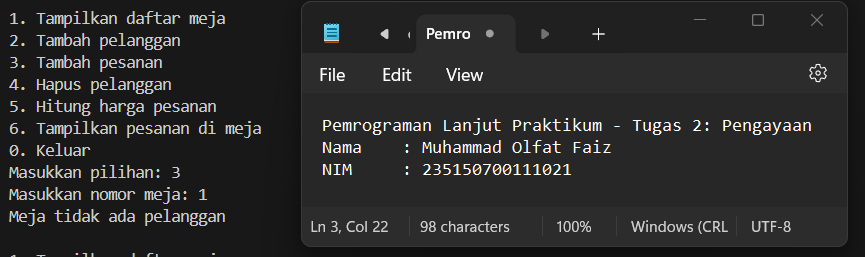 1. Tampilkan daftar meja
2. Tambah pelanggan
3. Tambah pesanan
4. Hapus pelanggan
5. Hitung harga pesanan
6. Tampilkan pesanan di meja
0. Keluar
Masukkan pilihan: 3
Masukkan nomor meja: 1
Meja tidak ada pelanggan
Pemro
File Edit View
Pemrograman Lanjut Praktikum - Tugas 2: Pengayaan
Nama : Muhammad Olfat Faiz
NIM : 235150700111021
Ln 3, Col 22 98 characters 100% Windows (CRL UTF-8